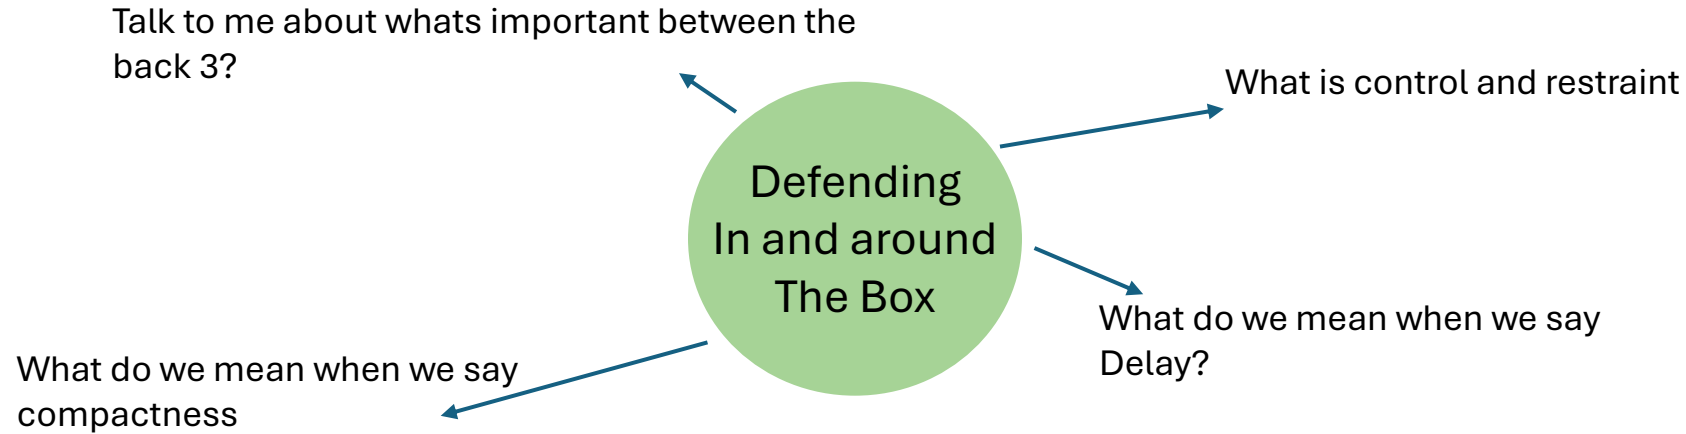 Talk to me about whats important between the
back 3?
What is control and restraint
Defending
In and around
The Box
What do we mean when we say
Delay?
What do we mean when we say
compactness